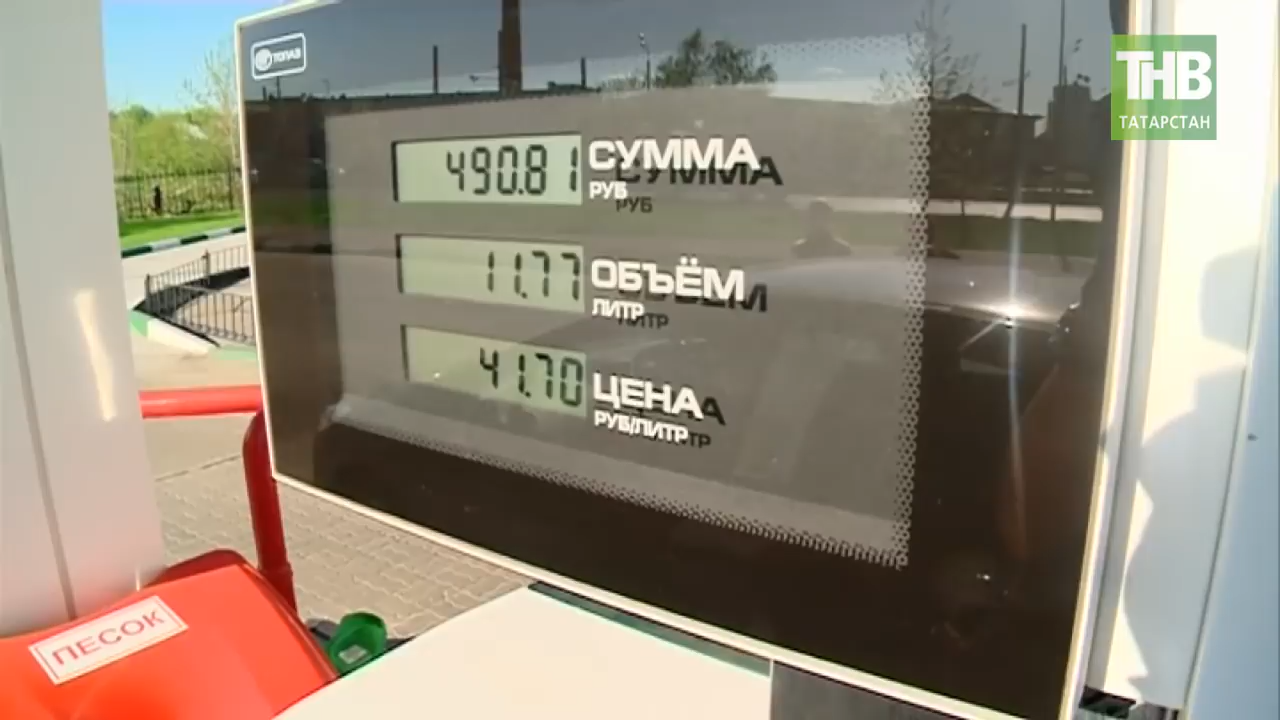 ТОПАЗ
ТНВ
ТАТАРСТАН
490.81
СУММА
РУБ
11.77
ОБЪЁМ
ЛИТР
41.70
ЦЕНА
РУБ/ЛИТР
ПЕСОК